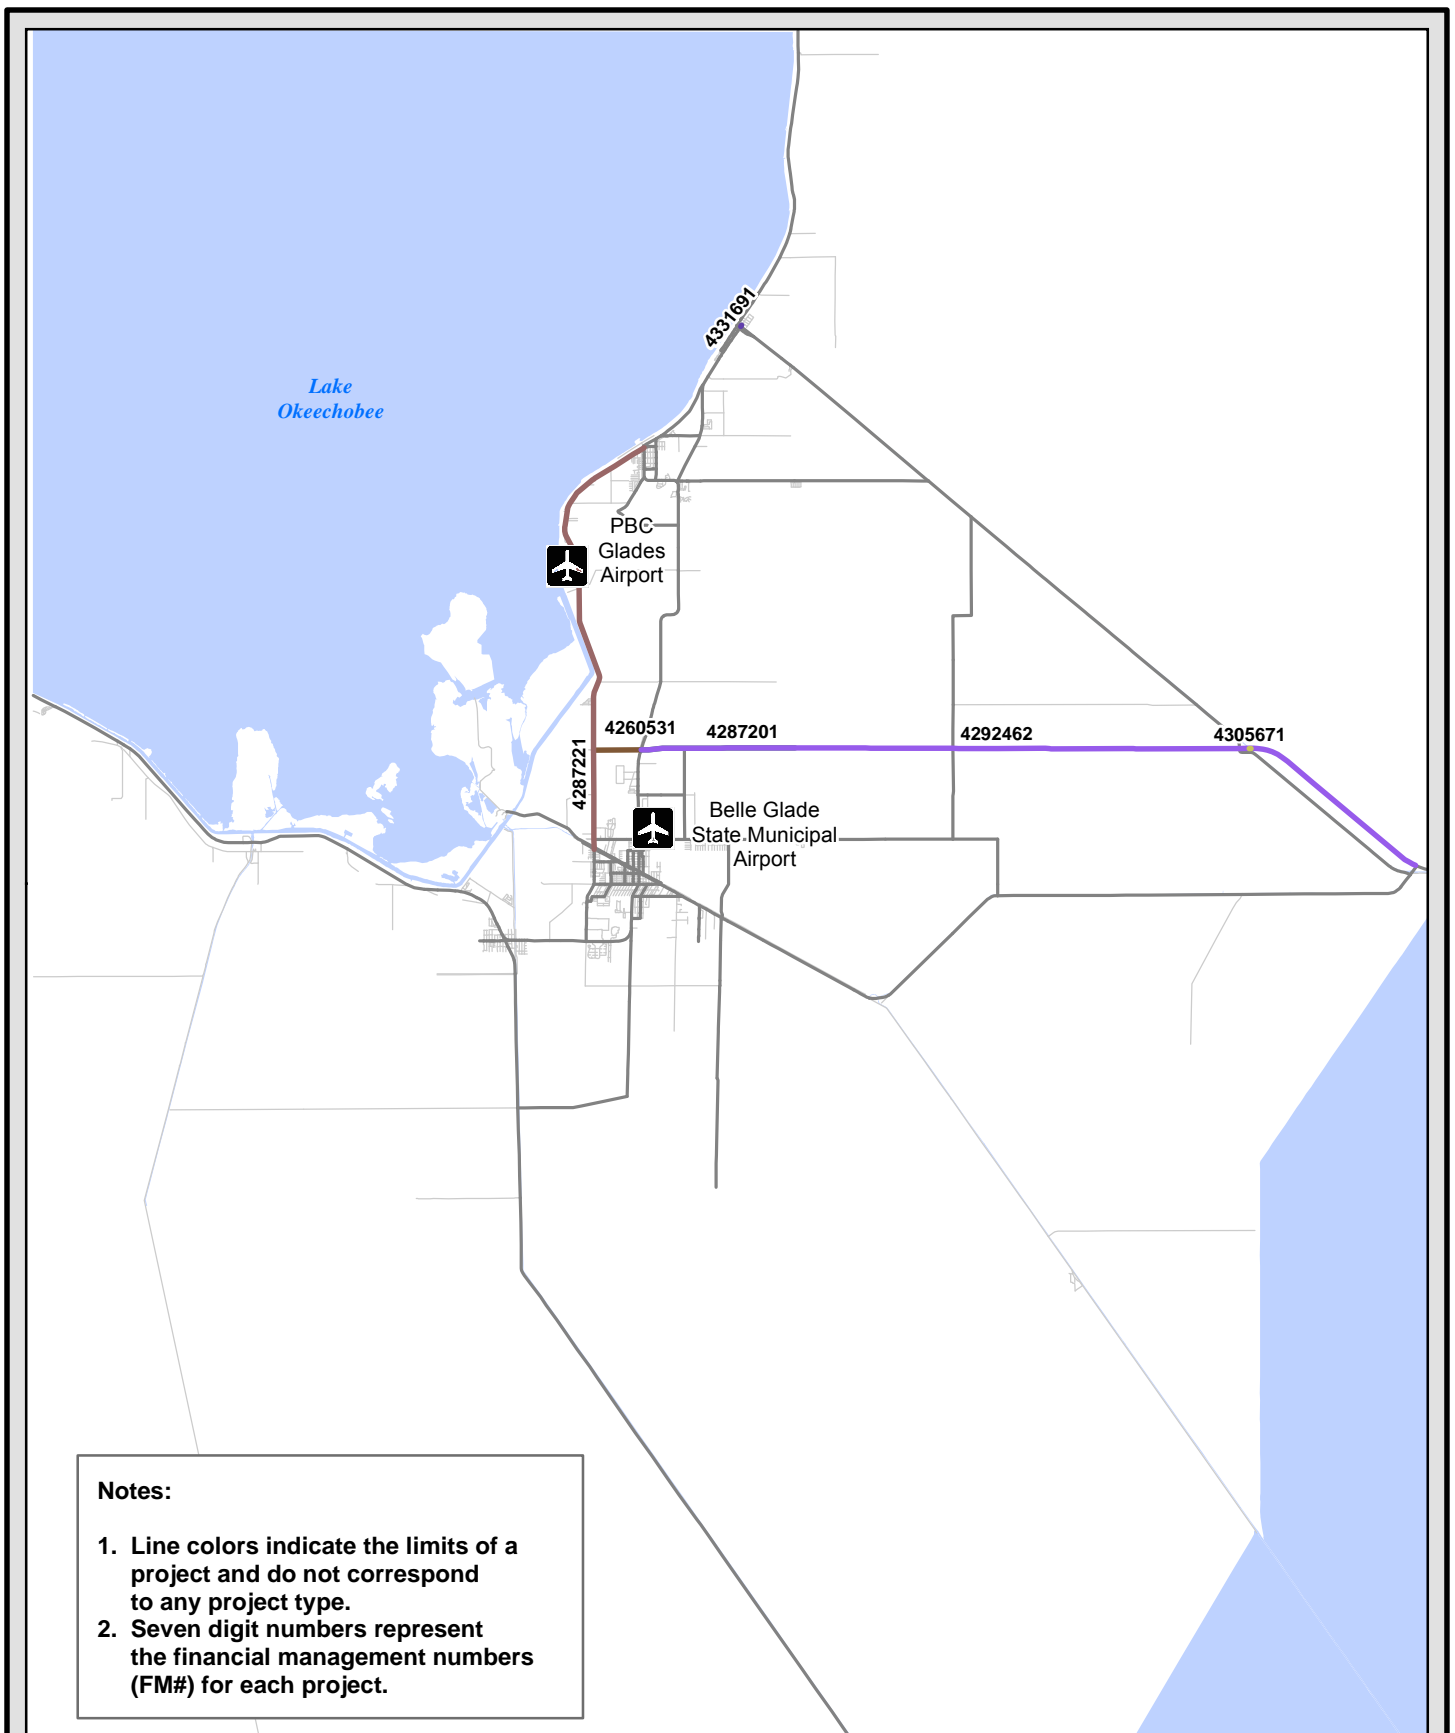 4331691
Lake
Okeechobee
PBC
Glades
Airport
4260531
4287201
4292462
4305671
4287221
Belle Glade
State Municipal
Airport
Notes:
1. Line colors indicate the limits of a
project and do not correspond
to any project type.
2. Seven digit numbers represent
the financial management numbers
(FM#) for each project.